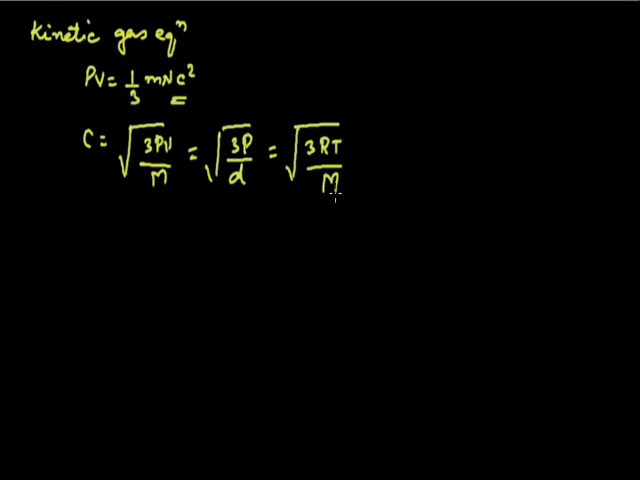 Kinetic gas eqⁿ
PV = 1/3 mNc²
C = √(3PV/M) = √(3P/d) = √(3RT/M)